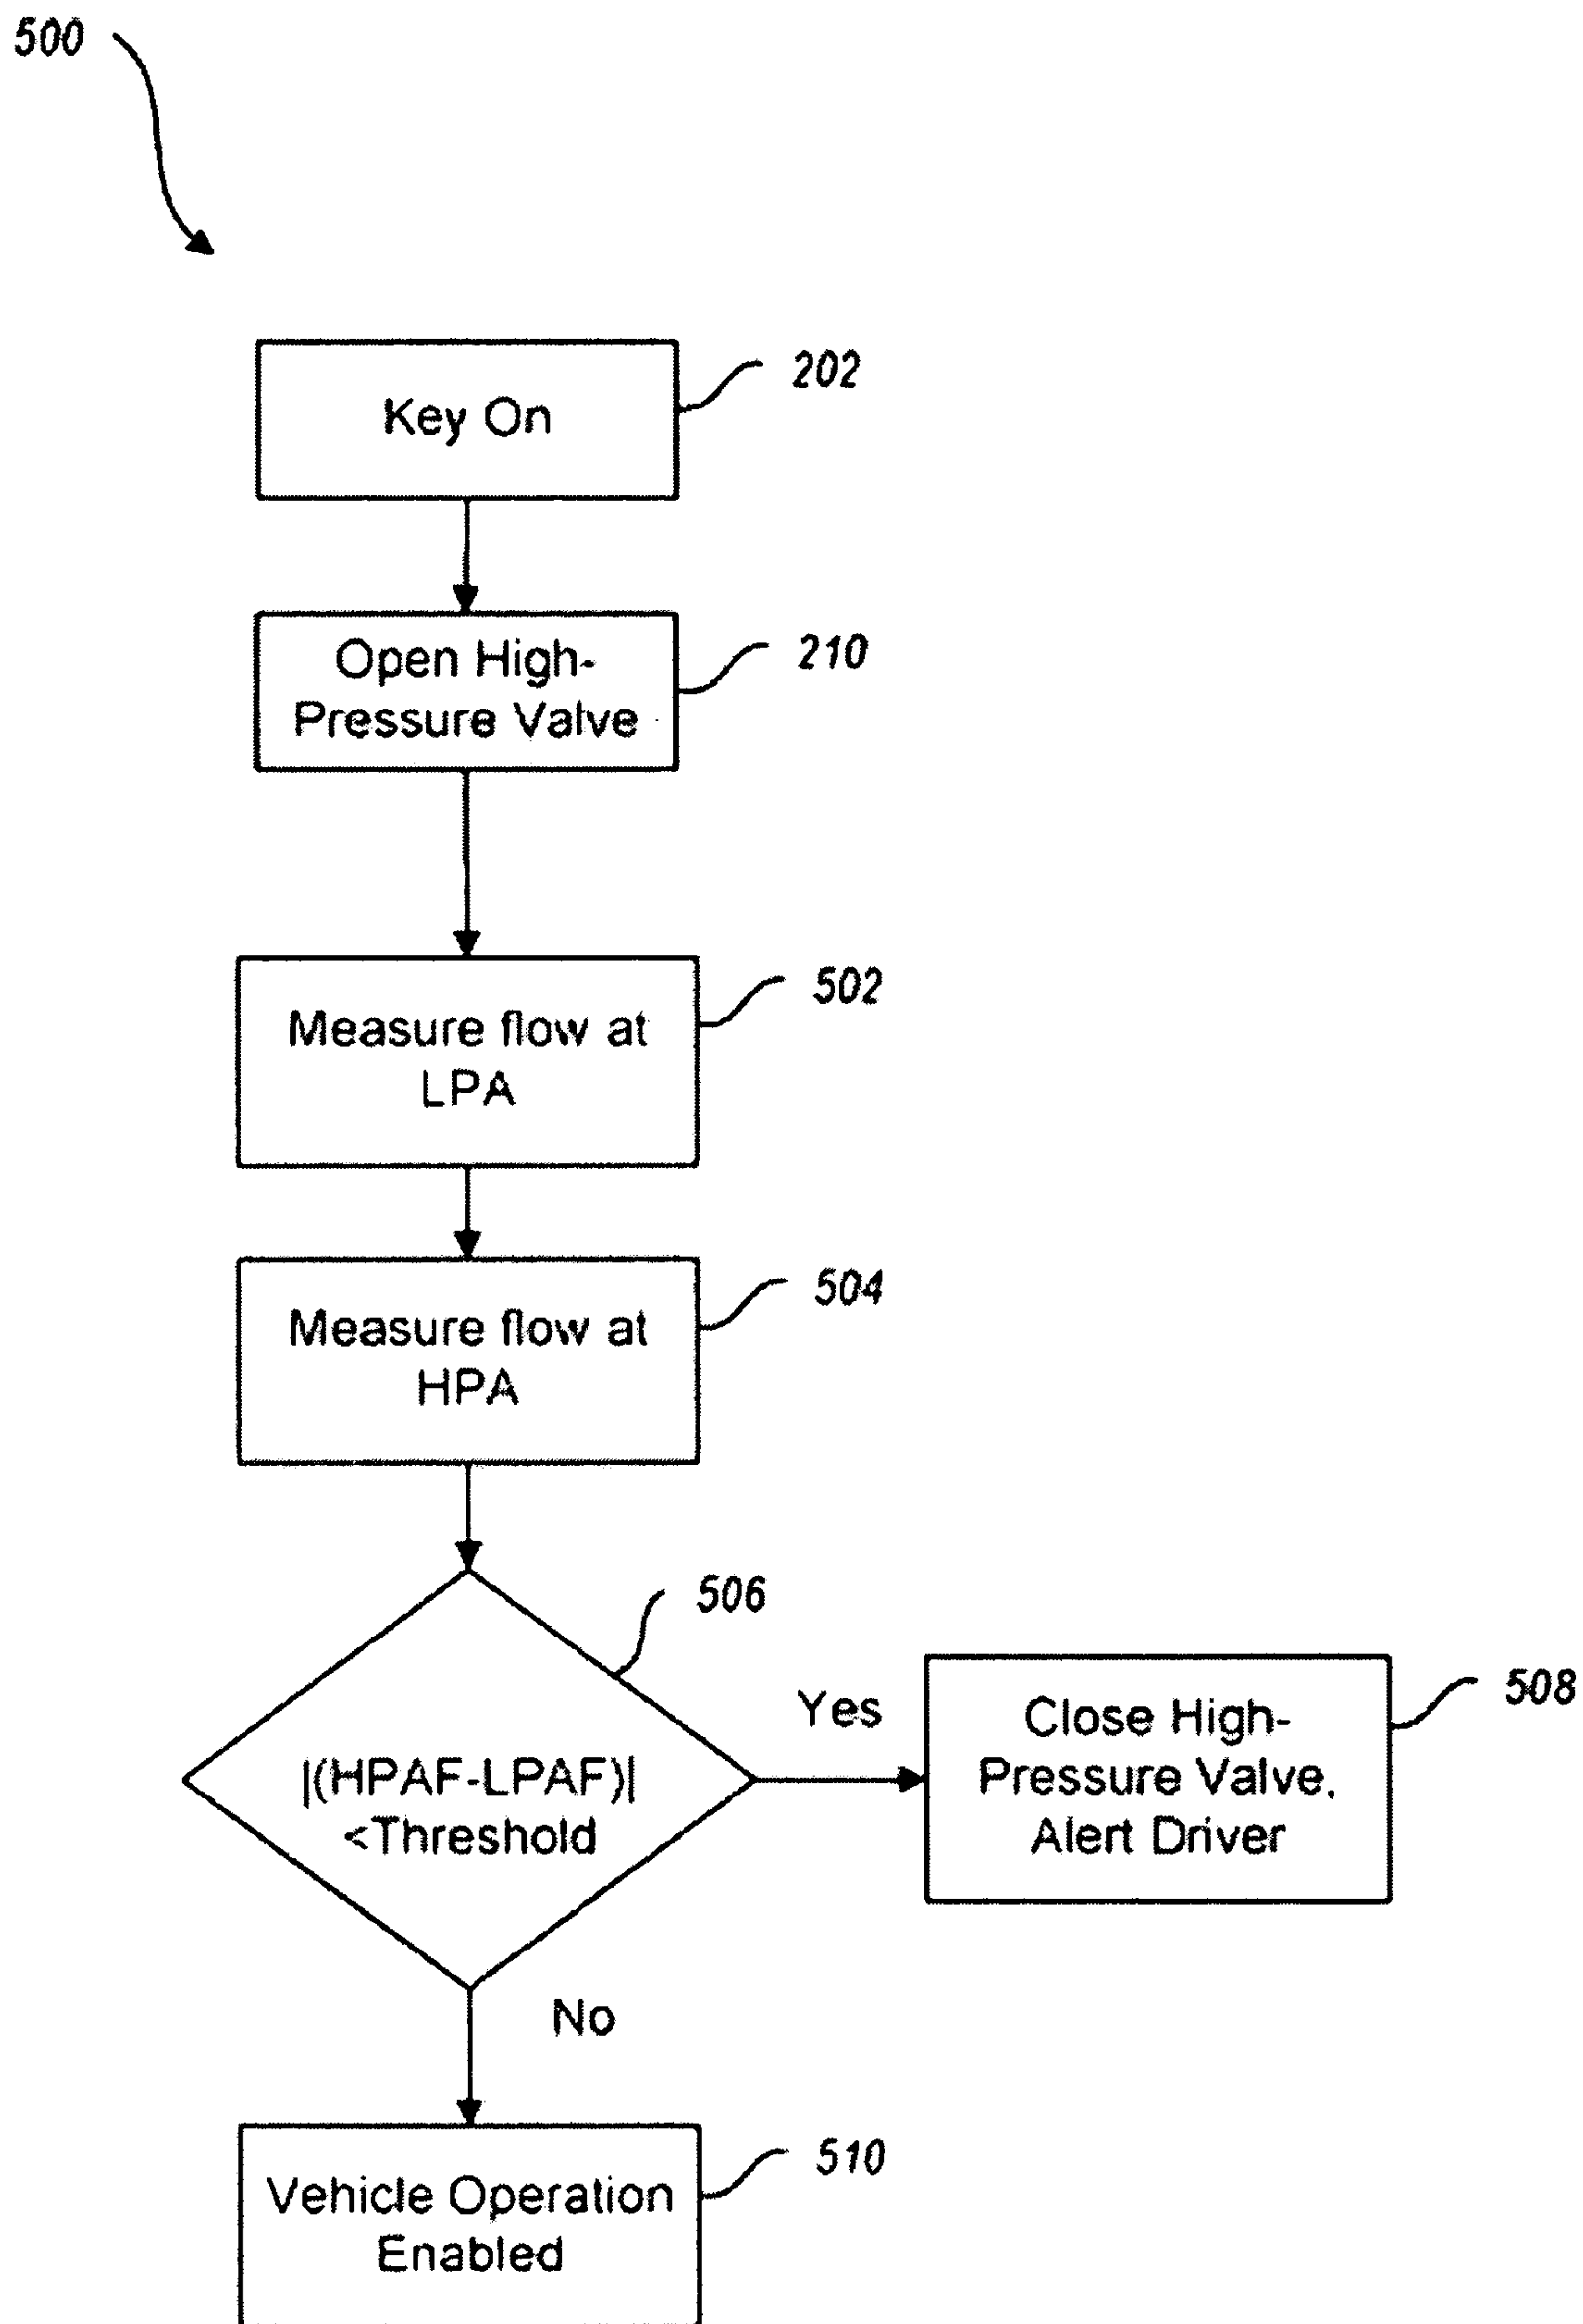 500
Key On
202
Open High-
Pressure Valve
210
Measure flow at
LPA
502
Measure flow at
HPA
504
506
|(HPAF-LPAF)|
<Threshold
Yes
Close High-
Pressure Valve,
Alert Driver
508
No
Vehicle Operation
Enabled
510